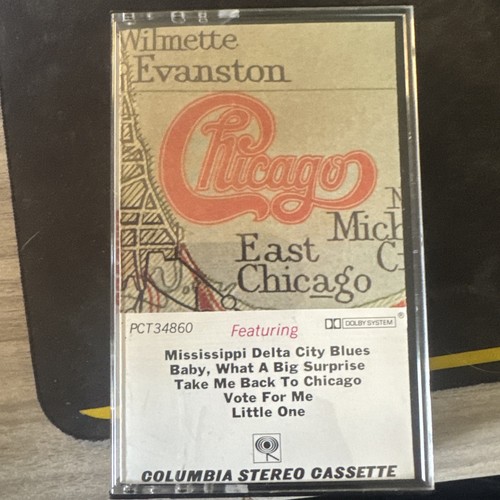 Wilmette
Evanston
Chicago
Mich
East
Chicago
PCT34860
Featuring
DOLBY SYSTEM ®
Mississippi Delta City Blues
Baby, What A Big Surprise
Take Me Back To Chicago
Vote For Me
Little One
COLUMBIA STEREO CASSETTE